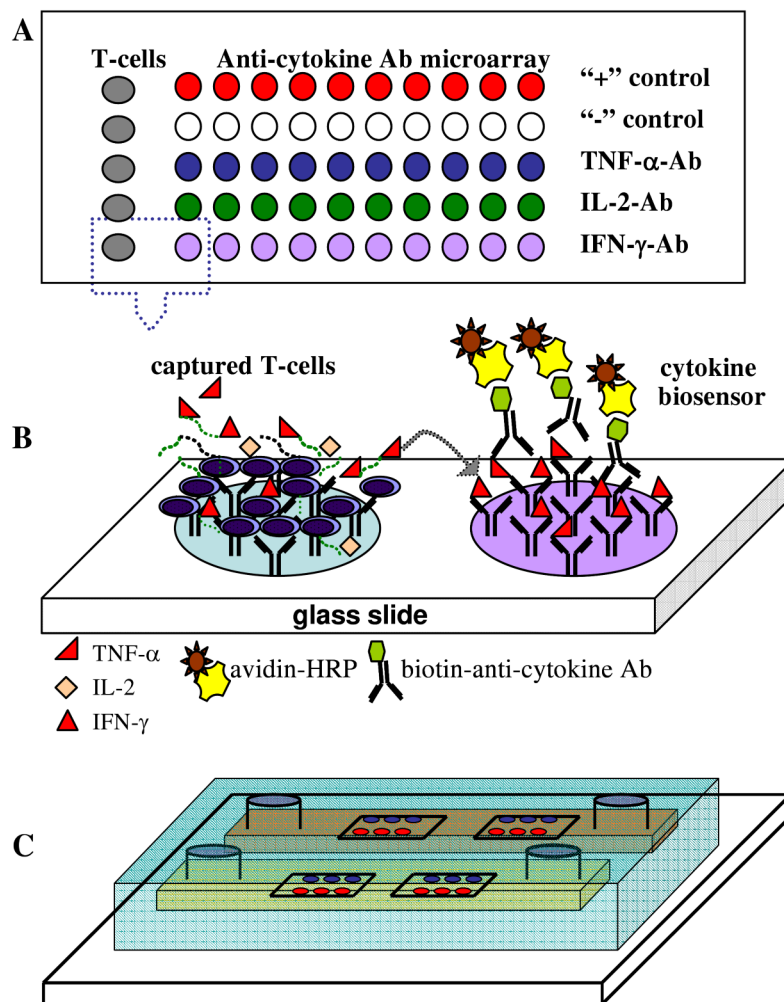 A
T-cells Anti-cytokine Ab microarray
“+” control
“-” control
TNF-α-Ab
IL-2-Ab
IFN-γ-Ab
captured T-cells
cytokine
biosensor
B
glass slide
TNF-α
avidin-HRP
biotin-anti-cytokine Ab
IL-2
IFN-γ
C